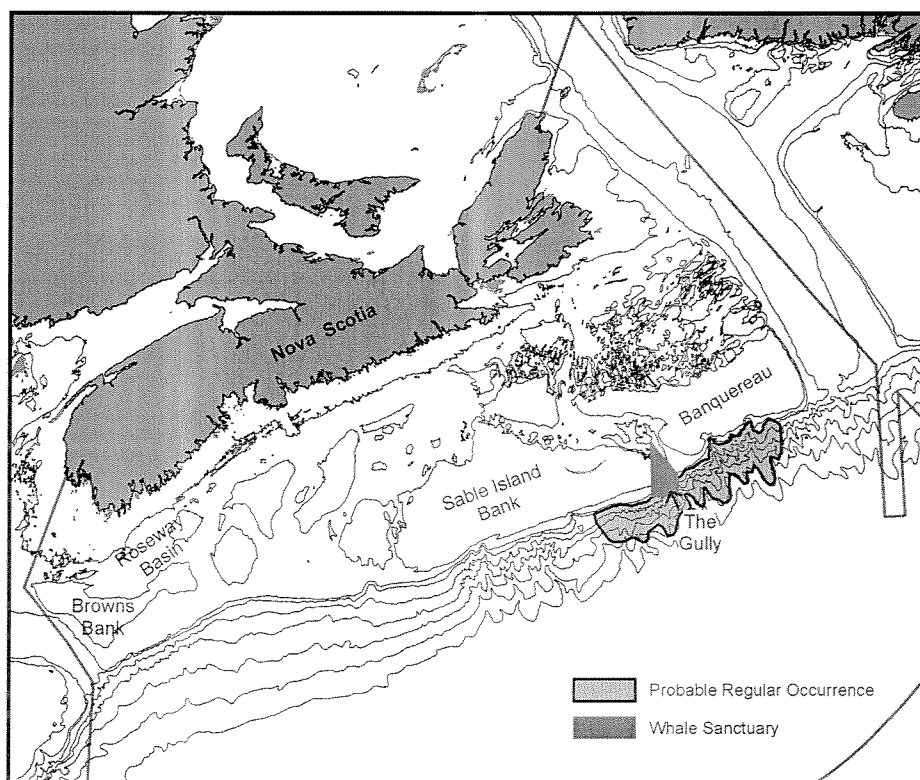 Nova Scotia
Banquereau
Sable Island
Bank
The
Gully
Roseway
Basin
Browns
Bank
Probable Regular Occurrence
Whale Sanctuary